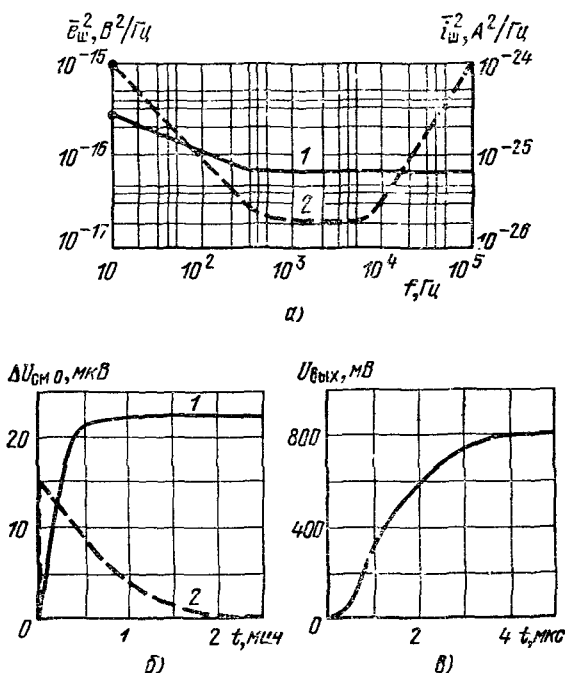 e̅²ш, В²/Гц
i̅²ш, А²/Гц
10⁻¹⁵
10⁻²⁴
10⁻¹⁶
1
10⁻²⁵
2
10⁻¹⁷
10⁻²⁶
10
10²
10³
10⁴
10⁵
f, Гц
а)
ΔUсм 0, мкВ
Uвых, мВ
1
20
800
10
400
2
0
1
2
t, мин
0
2
4
t, мкс
б)
в)